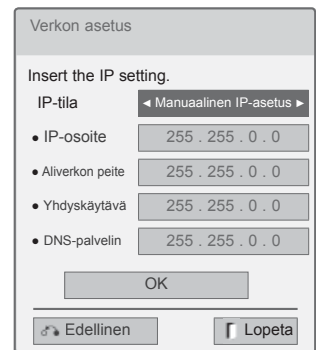 Verkon asetus
Insert the IP setting.
IP-tila ◄ Manuaalinen IP-asetus ►
● IP-osoite 255 . 255 . 0 . 0
● Aliverkon peite 255 . 255 . 0 . 0
● Yhdyskäytävä 255 . 255 . 0 . 0
● DNS-palvelin 255 . 255 . 0 . 0
OK
Edellinen Lopeta